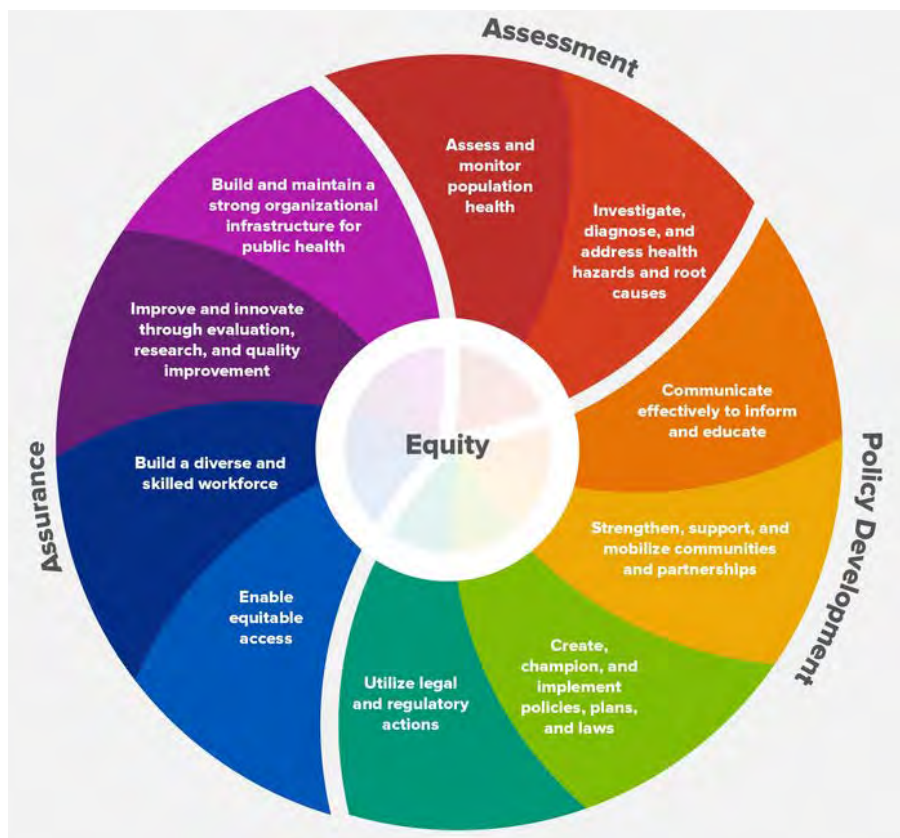 Assessment
Assess and
monitor
population
health
Investigate,
diagnose, and
address health
hazards and root
causes
Policy Development
Communicate
effectively to inform
and educate
Strengthen, support, and
mobilize communities
and partnerships
Create,
champion, and
implement
policies, plans,
and laws
Utilize legal
and regulatory
actions
Assurance
Enable
equitable
access
Build a diverse and
skilled workforce
Improve and innovate
through evaluation,
research, and quality
improvement
Build and maintain a
strong organizational
infrastructure for
public health
Equity